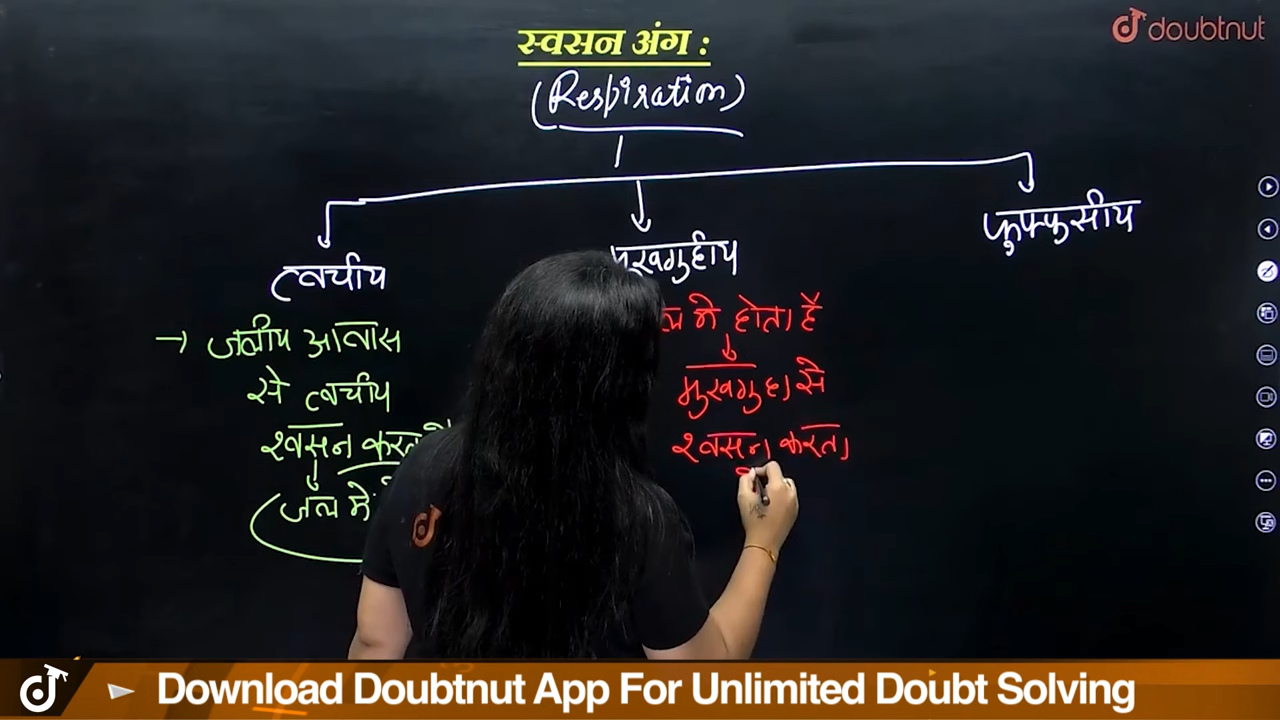 स्वसन अंग :
doubtnut
(Respiration)
त्वचीय
मुखगुहीय
फुफ्फुसीय
→ जलीय आवास
से त्वचीय
श्वसन करता
जल में
में होता है
मुखगुहा से
श्वसन करता
Download Doubtnut App For Unlimited Doubt Solving